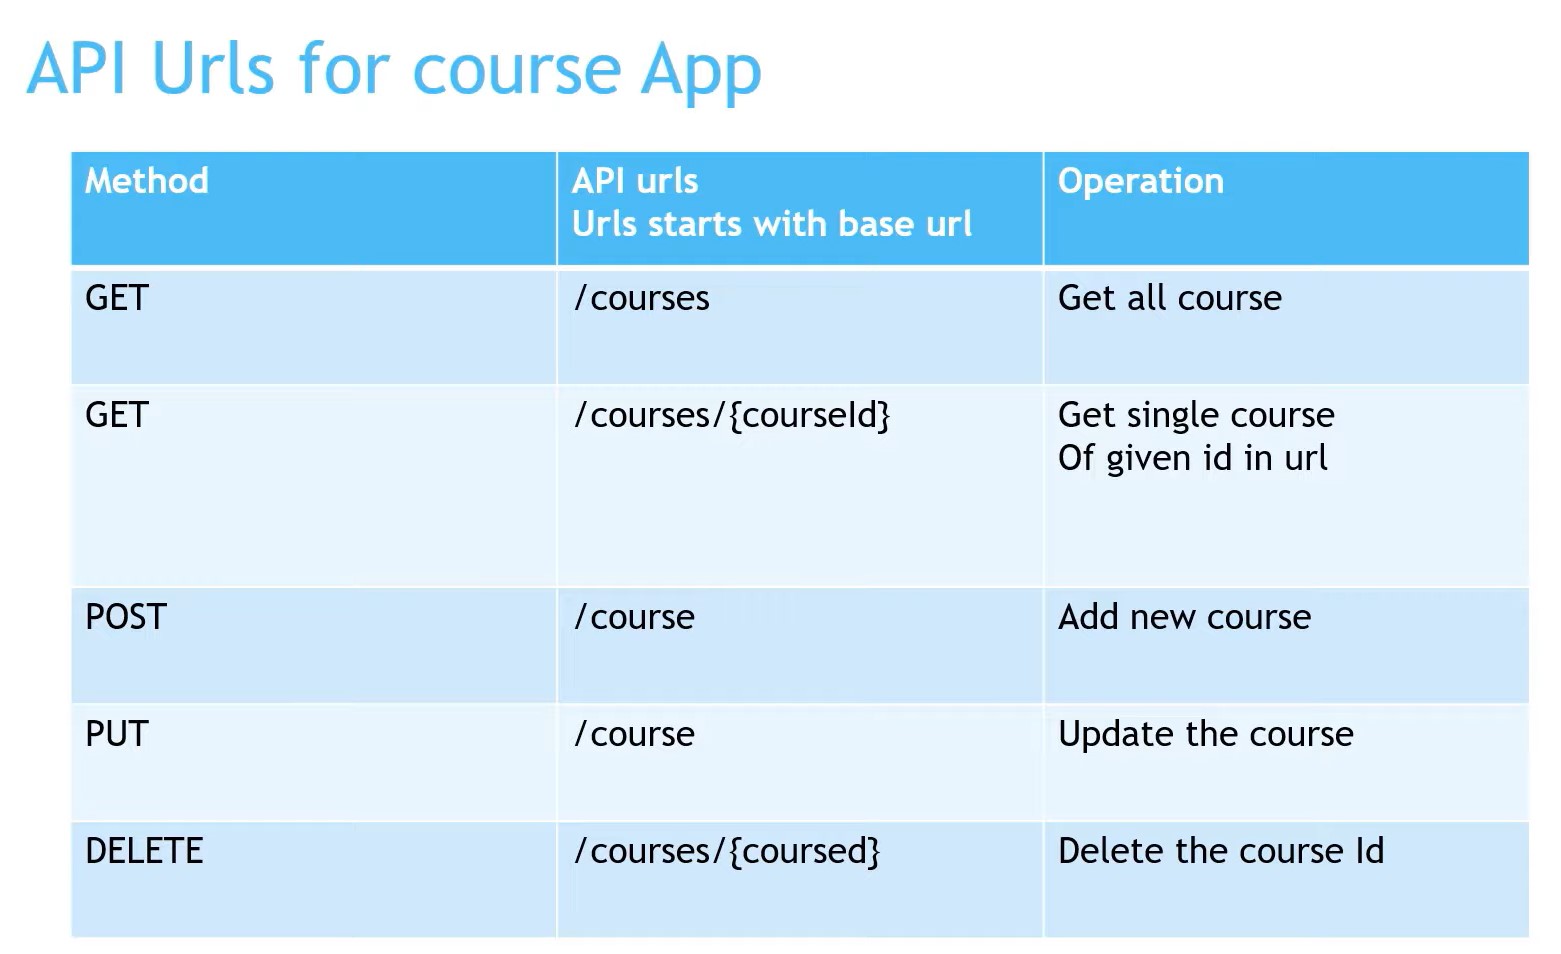 API Urls for course App
Method
API urls
Urls starts with base url
Operation
GET
/courses
Get all course
GET
/courses/{courseId}
Get single course
Of given id in url
POST
/course
Add new course
PUT
/course
Update the course
DELETE
/courses/{coursed}
Delete the course Id